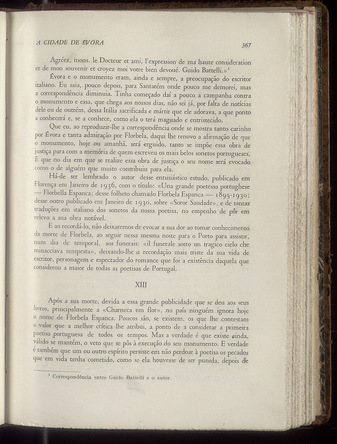 A CIDADE DE ÉVORA 367
Agréez, mons. le Docteur et ami, l'expression de ma haute consideration
et de mou souvenir et croyez moi votre bien devoué. Guido Battelli.»¹
Évora e o monumento eram, ainda e sempre, a preocupação do escritor
italiano. Eu saía, pouco depois, para Santarém onde pouco me demorei, mas
a correspondência diminuia. Tinha começado daí a pouco a campanha contra
o monumento e essa, que chega aos nossos dias, não sei já, por falta de notícias
dele ou de outrem, dessa Itália sacrificada e mártir que ele adorava, a que ponto
a conhecerá e, se a conhece, como ela o terá maguado e entristecido.
Que eu, ao reproduzir-lhe a correspondência onde se mostra tanto carinho
por Évora e tanta admiração por Florbela, daqui lhe renovo a afirmação de que
o monumento, hoje ou amanhã, será erguido, tanto se impõe essa obra de
justiça para com a memória de quem escreveu os mais belos sonetos portugueses.
E que no dia em que se realize essa obra de justiça o seu nome será evocado
como o de alguém que muito contribuiu para ela.
Há-de ser lembrado o autor desse entusiástico estudo, publicado em
Florença em Janeiro de 1936, com o título: «Una grande poetessa portoghese
— Florbella Espanca; desse folheto chamado Florbela Espanca — 1895-1930;
desse outro publicado em Janeiro de 1930, sobre «Soror Saudade», e de tantas
traduções em italiano dos sonetos da nossa poetisa, no empenho de pôr em
relevo a sua obra notável.
E ao recordá-lo, não deixaremos de evocar a sua dor ao tomar conhecimento
da morte de Florbela, ao seguir nessa mesma noite para o Porto para assistir,
num dia de temporal, aos funerais: «il funerale sotto un tragico cielo che
minacciava tempesta», deixando-lhe a recordação mais triste da sua vida de
escritor, personagem e espectador do romance que foi a existência daquela que
considerou a maior de todas as poetisas de Portugal.
XIII
Após a sua morte, devida a essa grande publicidade que se deu aos seus
livros, principalmente a «Charneca em flor», no país ninguém ignora hoje
o nome de Florbela Espanca. Poucos são, se existem, os que lhe contestam
o valor que a melhor crítica lhe atribui, a ponto de a considerar a primeira
poetisa portuguesa de todos os tempos. Mas a verdade é que existe ainda,
válido se mantém, o veto que se pôs à execução do seu monumento. E verdade
é também que um ou outro espírito persiste em não perdoar à poetisa os pecados
que em vida tenha cometido, como se ela houvesse de ser punida, depois de
¹ Correspondência entre Guido Battelli e o autor.